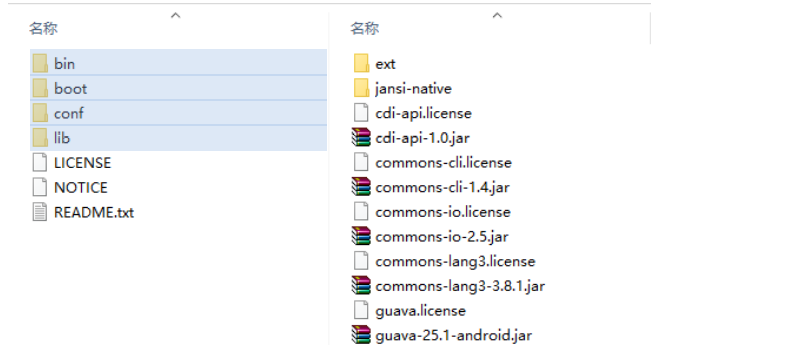 名称
bin
boot
conf
lib
LICENSE
NOTICE
README.txt
名称
ext
jansi-native
cdi-api.license
cdi-api-1.0.jar
commons-cli.license
commons-cli-1.4.jar
commons-io.license
commons-io-2.5.jar
commons-lang3.license
commons-lang3-3.8.1.jar
guava.license
guava-25.1-android.jar